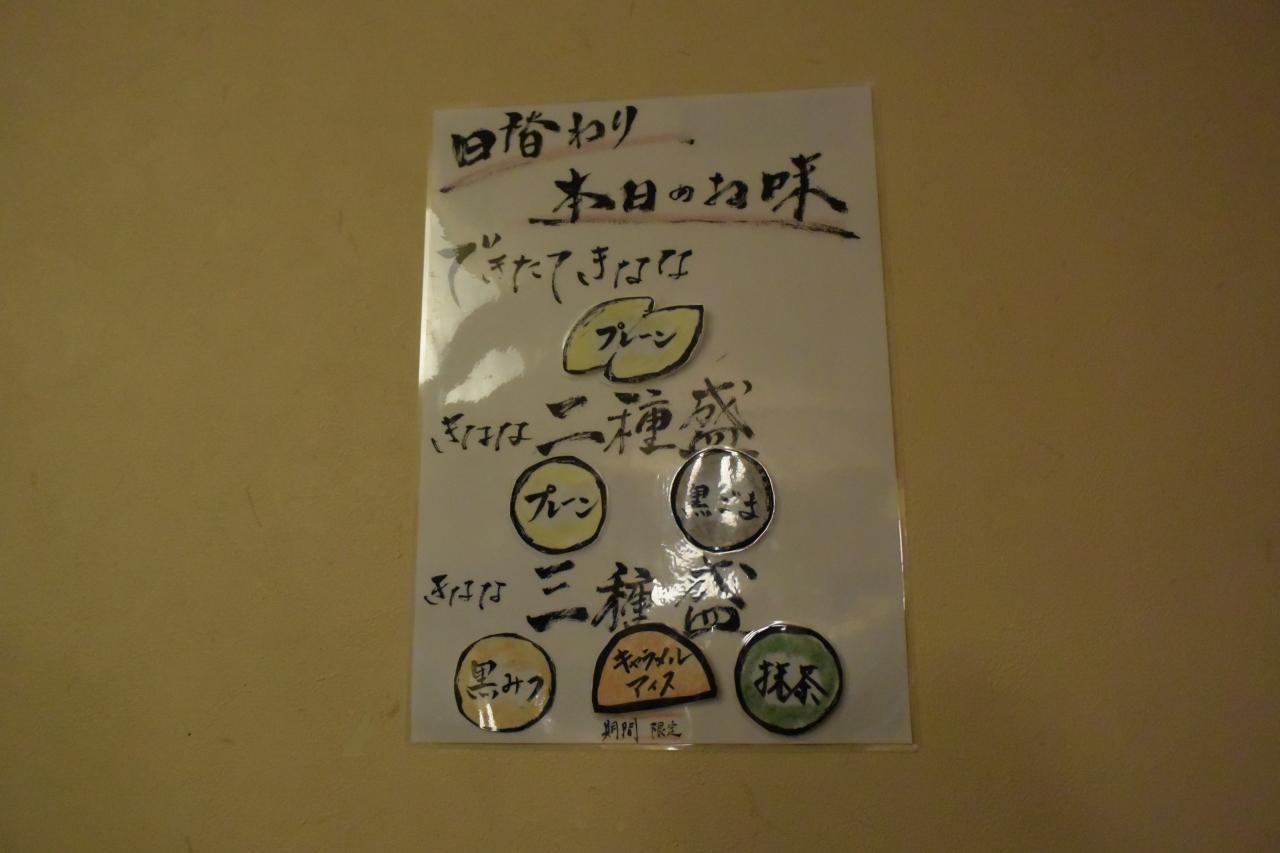 日替わり
本日のお味
できたてきなな
プレーン
きなな 二種盛
プレーン 黒ごま
きなな 三種盛
黒みつ キャラメル 抹茶
アイス
期間 限定